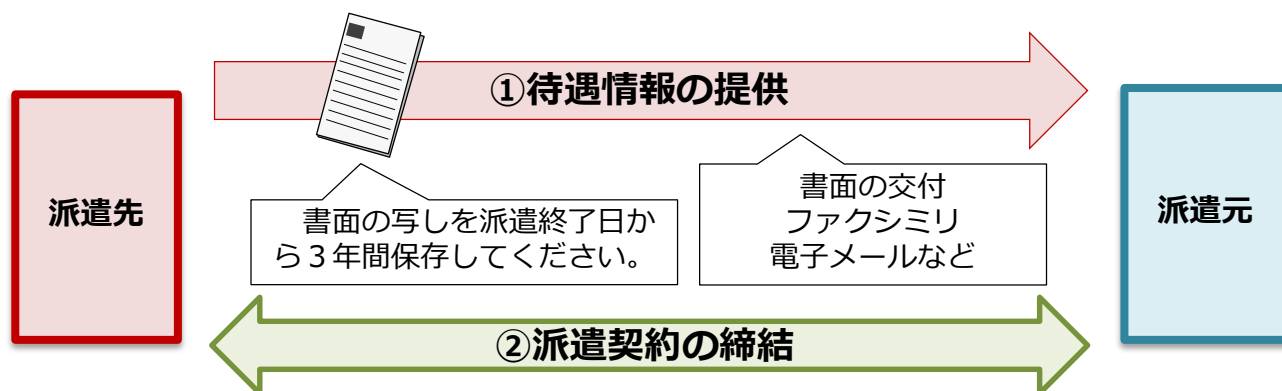 ①待遇情報の提供
派遣先
書面の写しを派遣終了日か
ら３年間保存してください。
書面の交付
ファクシミリ
電子メールなど
派遣元
②派遣契約の締結